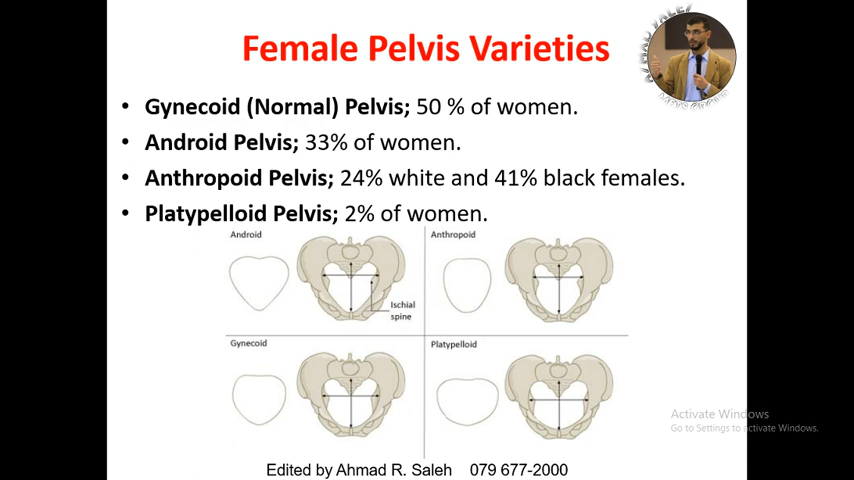 Female Pelvis Varieties
• Gynecoid (Normal) Pelvis; 50 % of women.
• Android Pelvis; 33% of women.
• Anthropoid Pelvis; 24% white and 41% black females.
• Platypelloid Pelvis; 2% of women.
Android
Anthropoid
Ischial
spine
Gynecoid
Platypelloid
Activate Windows
Go to Settings to activate Windows.
Edited by Ahmad R. Saleh 079 677-2000